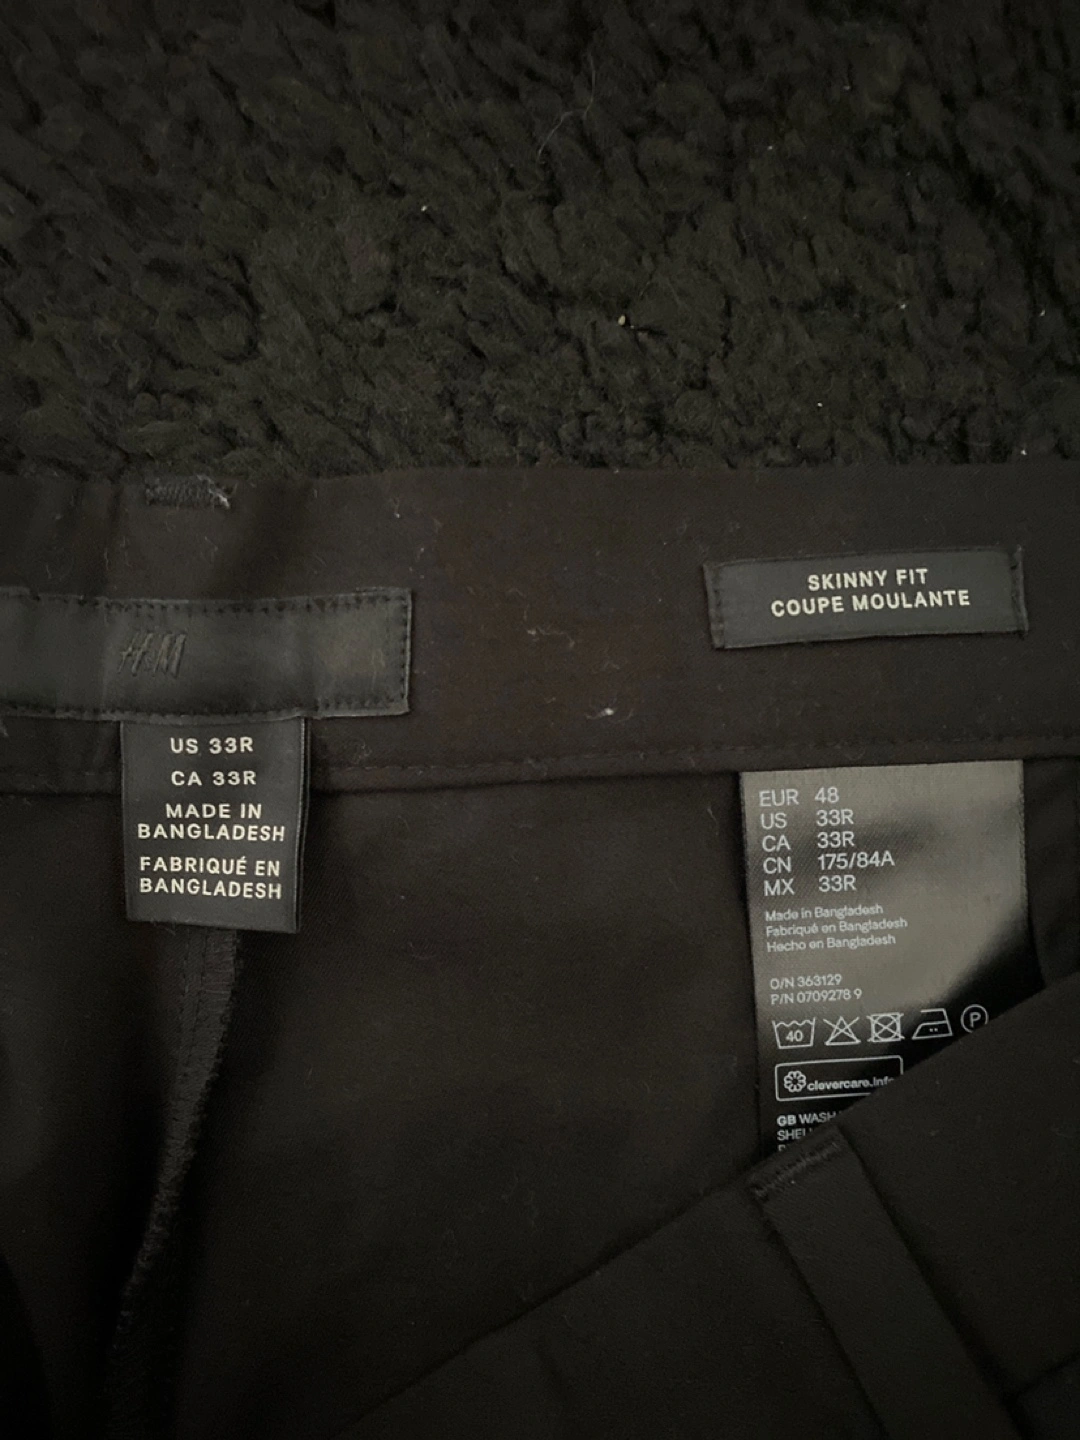 H&M
US 33R
CA 33R
MADE IN
BANGLADESH
FABRIQUÉ EN
BANGLADESH
SKINNY FIT
COUPE MOULANTE
EUR 48
US 33R
CA 33R
CN 175/84A
MX 33R
Made in Bangladesh
Fabriqué en Bangladesh
Hecho en Bangladesh
O/N 363129
P/N 0709278 9
40
P
clevercare.info
GB WASH